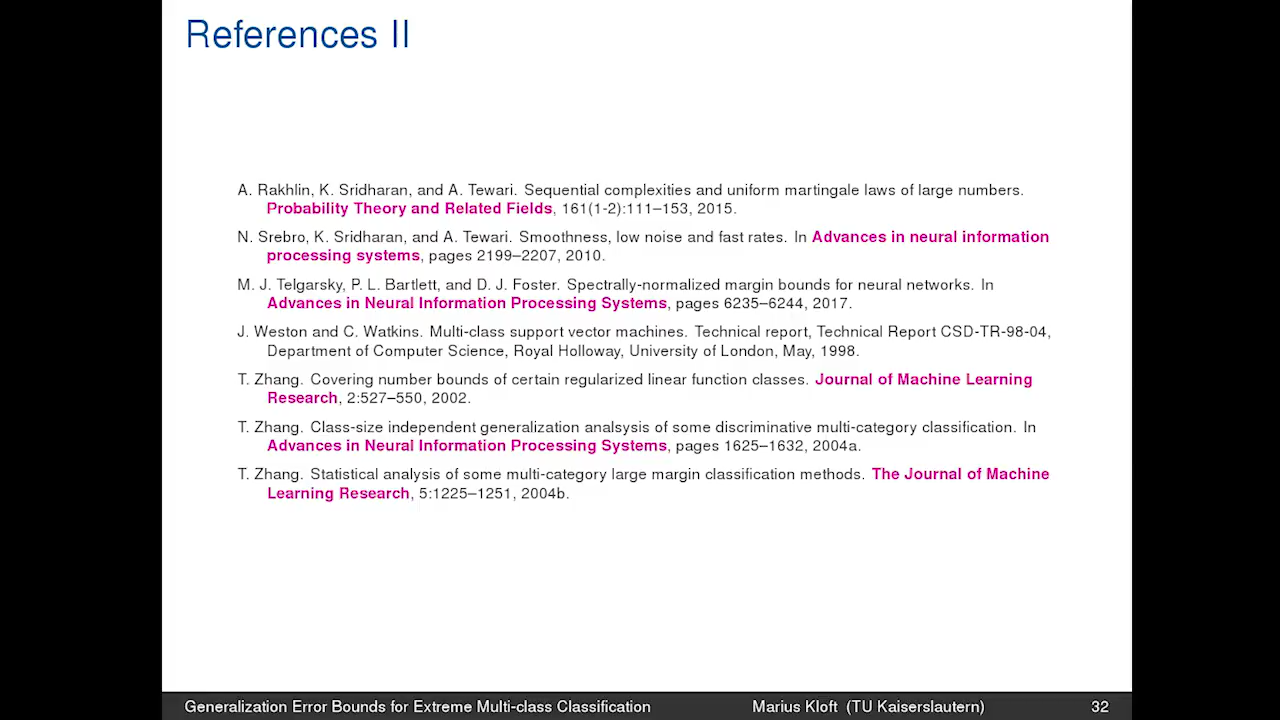 References II
A. Rakhlin, K. Sridharan, and A. Tewari. Sequential complexities and uniform martingale laws of large numbers.
Probability Theory and Related Fields, 161(1-2):111–153, 2015.
N. Srebro, K. Sridharan, and A. Tewari. Smoothness, low noise and fast rates. In Advances in neural information
processing systems, pages 2199–2207, 2010.
M. J. Telgarsky, P. L. Bartlett, and D. J. Foster. Spectrally-normalized margin bounds for neural networks. In
Advances in Neural Information Processing Systems, pages 6235–6244, 2017.
J. Weston and C. Watkins. Multi-class support vector machines. Technical report, Technical Report CSD-TR-98-04,
Department of Computer Science, Royal Holloway, University of London, May, 1998.
T. Zhang. Covering number bounds of certain regularized linear function classes. Journal of Machine Learning
Research, 2:527–550, 2002.
T. Zhang. Class-size independent generalization analsysis of some discriminative multi-category classification. In
Advances in Neural Information Processing Systems, pages 1625–1632, 2004a.
T. Zhang. Statistical analysis of some multi-category large margin classification methods. The Journal of Machine
Learning Research, 5:1225–1251, 2004b.
Generalization Error Bounds for Extreme Multi-class Classification Marius Kloft (TU Kaiserslautern) 32